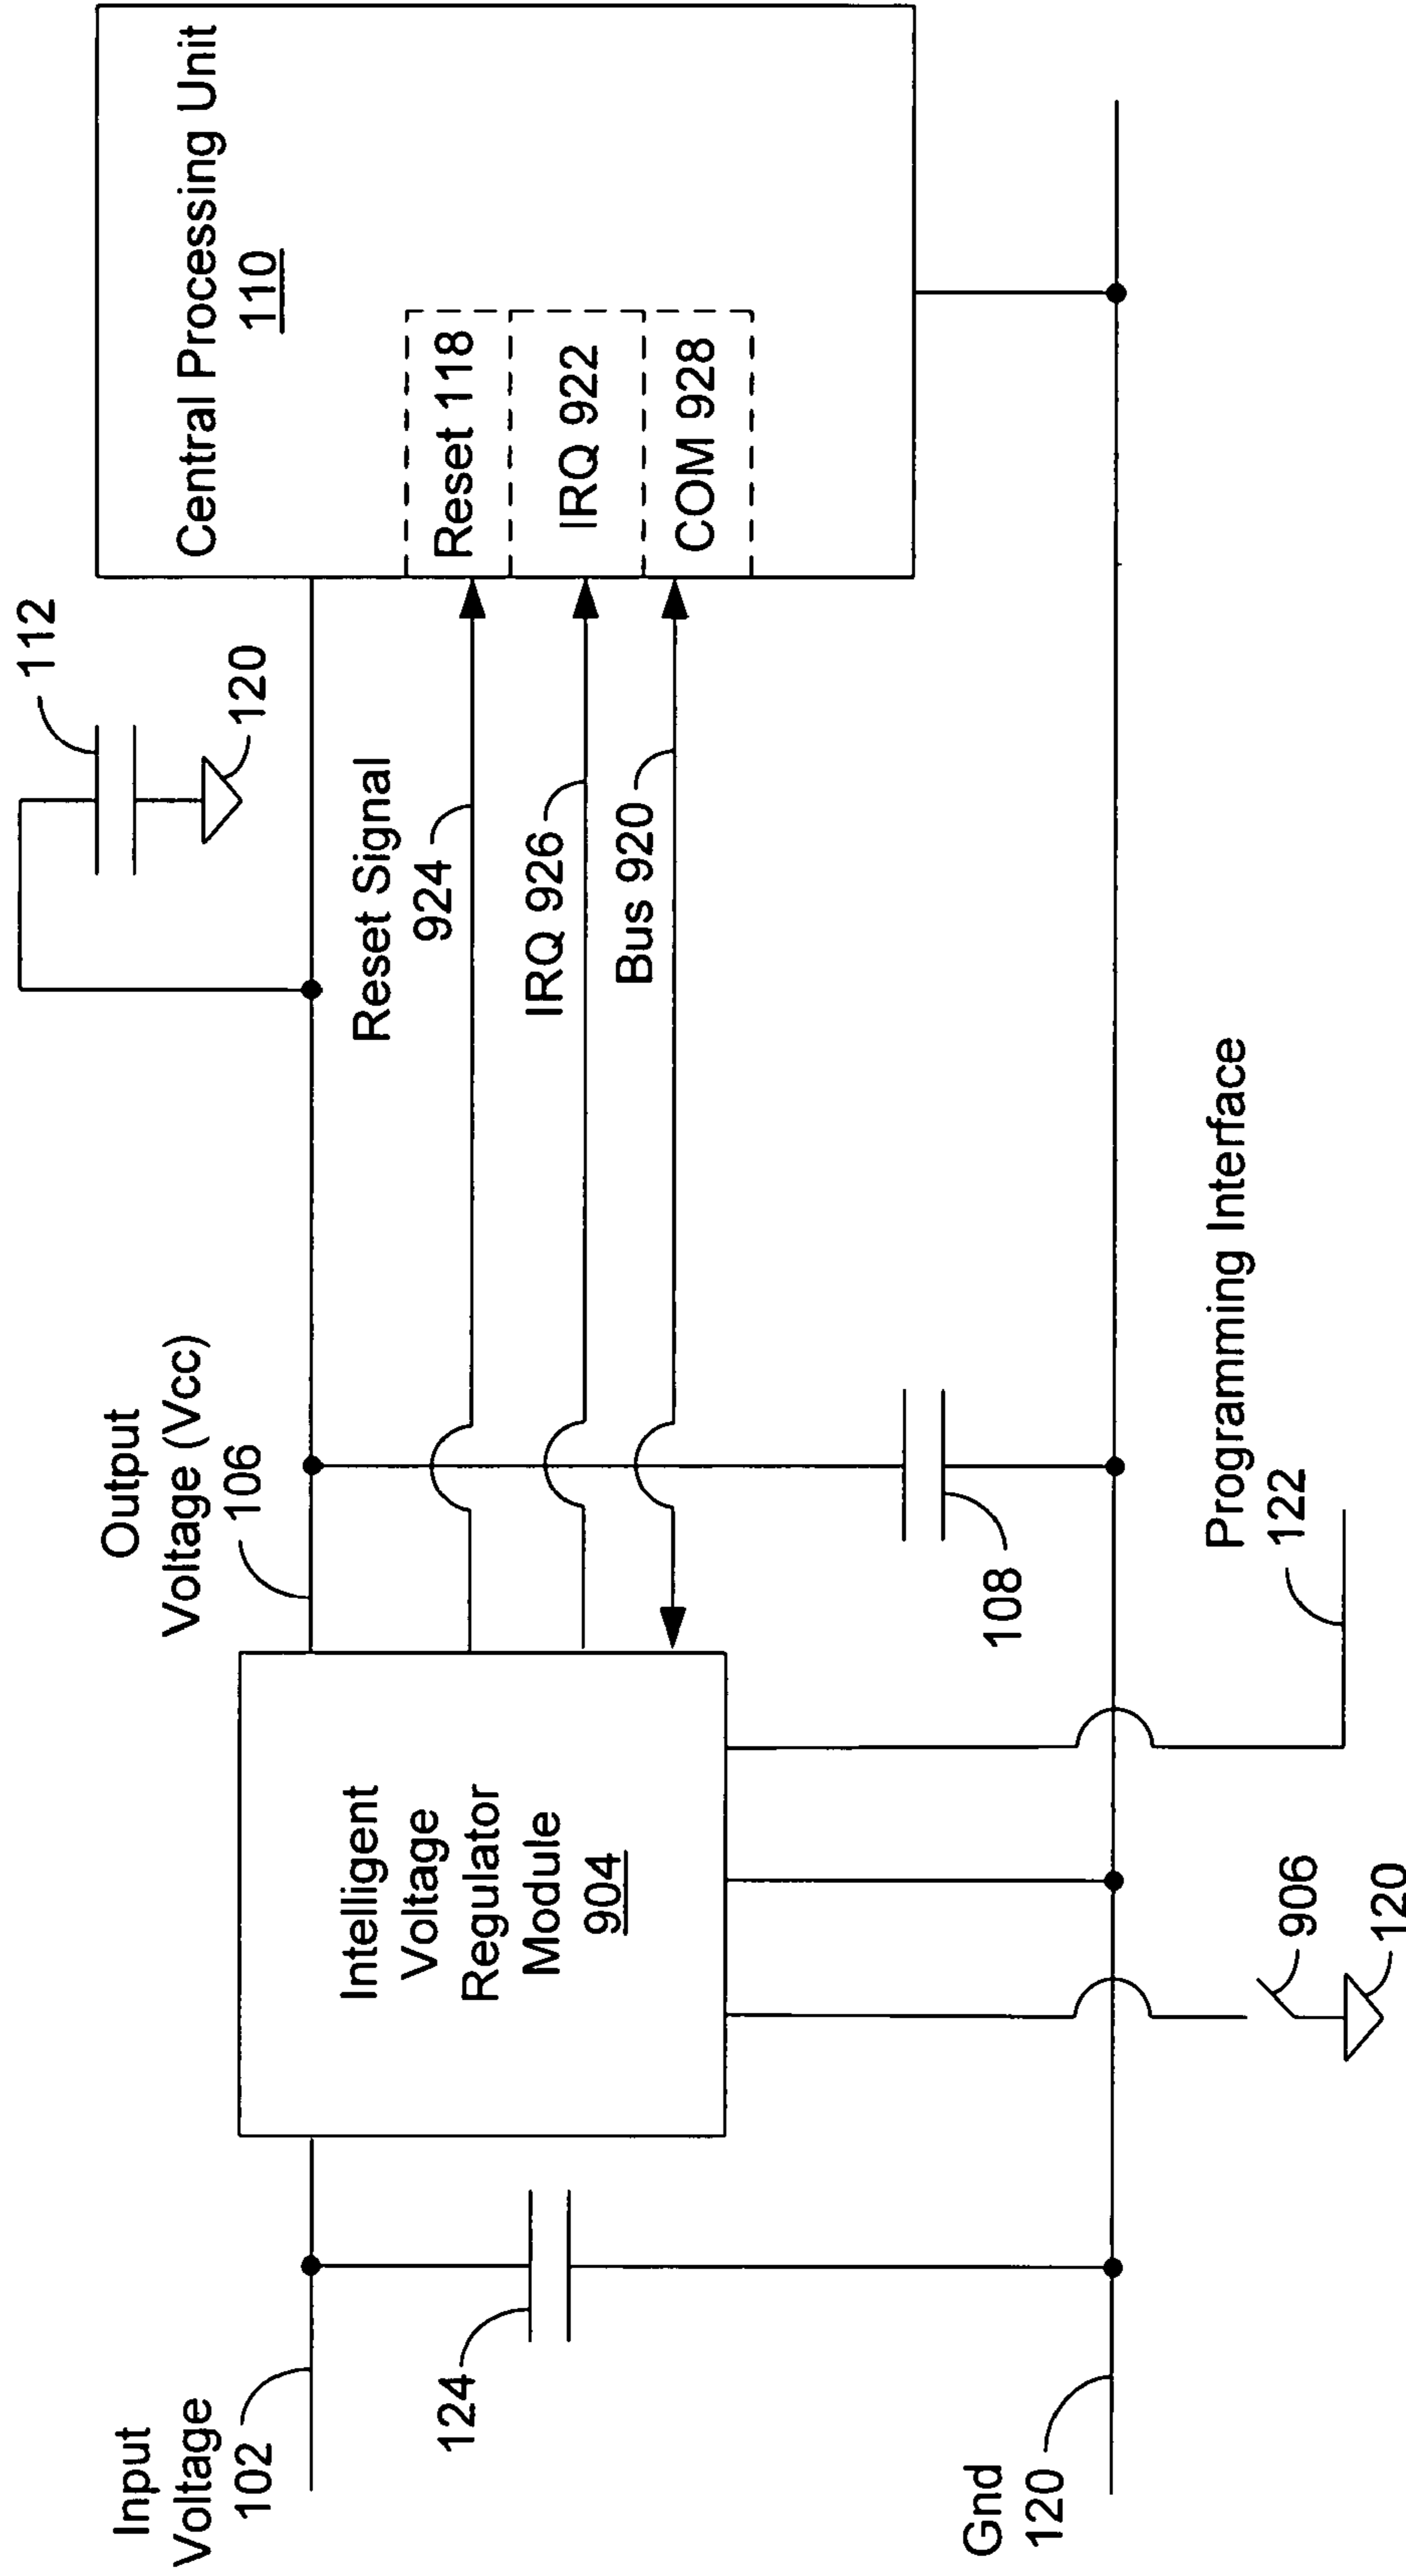 Input
Voltage
102
124
Gnd
120
Intelligent
Voltage
Regulator
Module
904
906
120
Output
Voltage (Vcc)
106
108
Programming Interface
122
Reset Signal
924
IRQ 926
Bus 920
112
120
Central Processing Unit
110
Reset 118
IRQ 922
COM 928